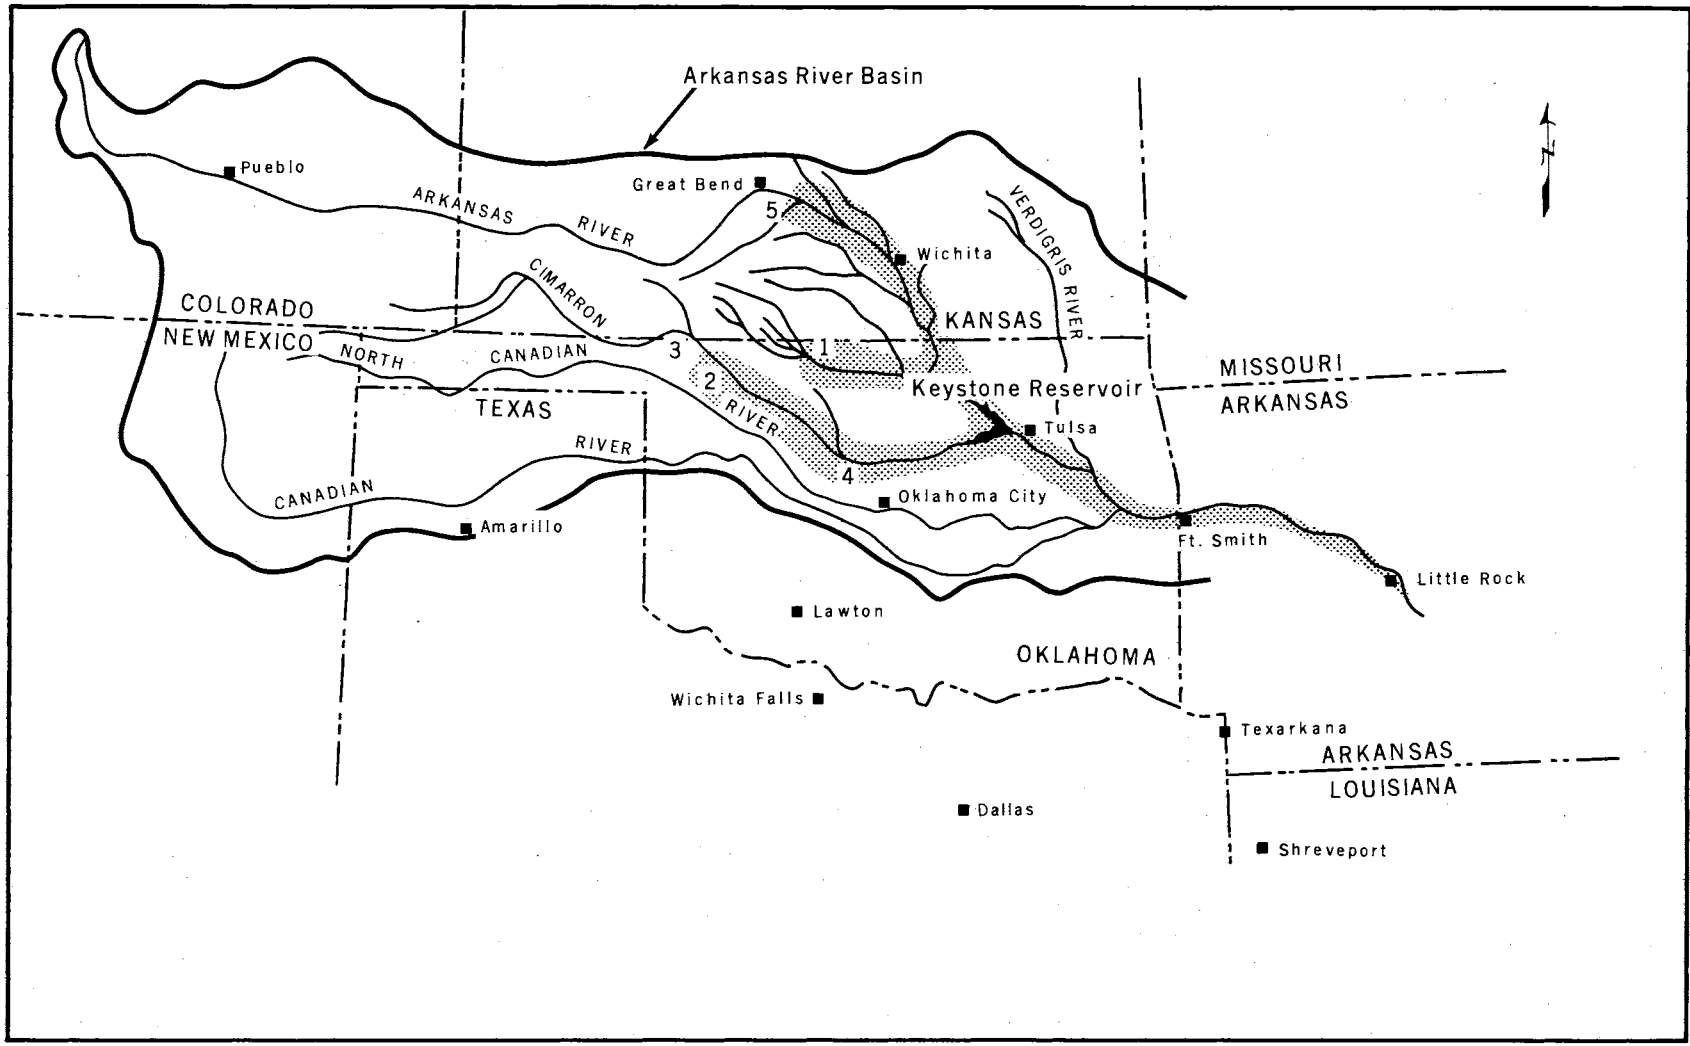 Arkansas River Basin
Pueblo
Great Bend
ARKANSAS
RIVER
5
VERDIGRIS RIVER
Wichita
CIMARRON
COLORADO
NEW MEXICO
KANSAS
NORTH
CANADIAN
RIVER
3
1
2
MISSOURI
ARKANSAS
Keystone Reservoir
TEXAS
Tulsa
RIVER
4
CANADIAN
Oklahoma City
Amarillo
Ft. Smith
Little Rock
Lawton
OKLAHOMA
Wichita Falls
Texarkana
ARKANSAS
LOUISIANA
Dallas
Shreveport
N